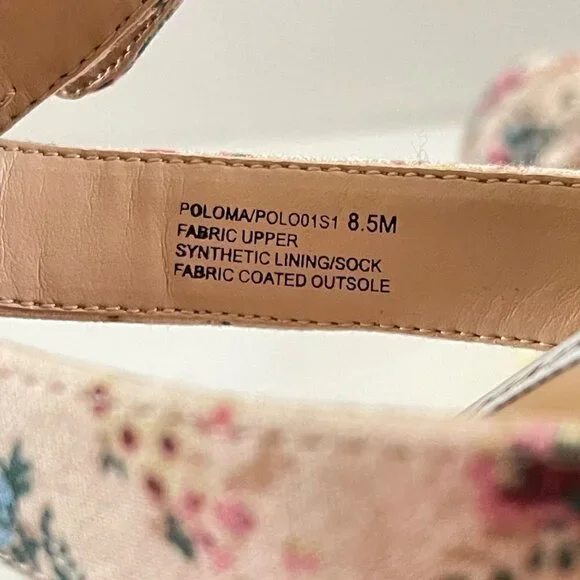 POLOMA/POLO01S1 8.5M
FABRIC UPPER
SYNTHETIC LINING/SOCK
FABRIC COATED OUTSOLE